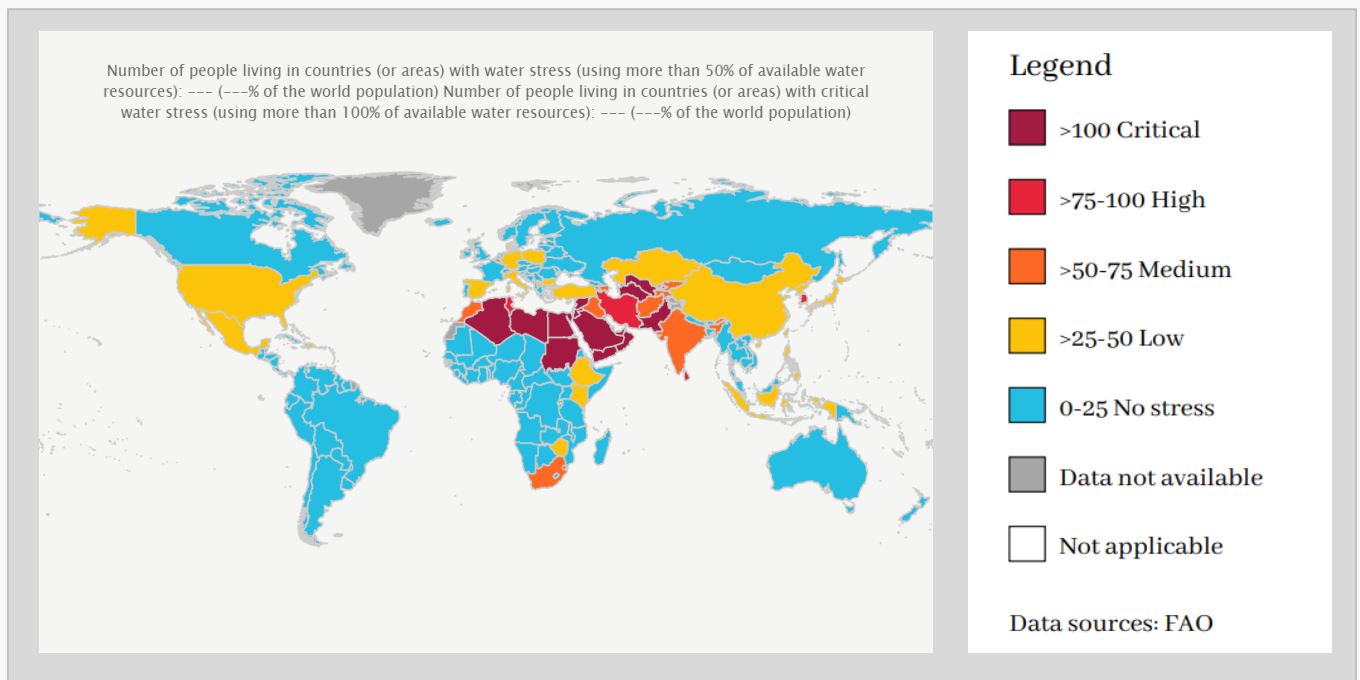 Number of people living in countries (or areas) with water stress (using more than 50% of available water
resources): --- (---% of the world population) Number of people living in countries (or areas) with critical
water stress (using more than 100% of available water resources): --- (---% of the world population)
Legend
>100 Critical
>75-100 High
>50-75 Medium
>25-50 Low
0-25 No stress
Data not available
Not applicable
Data sources: FAO